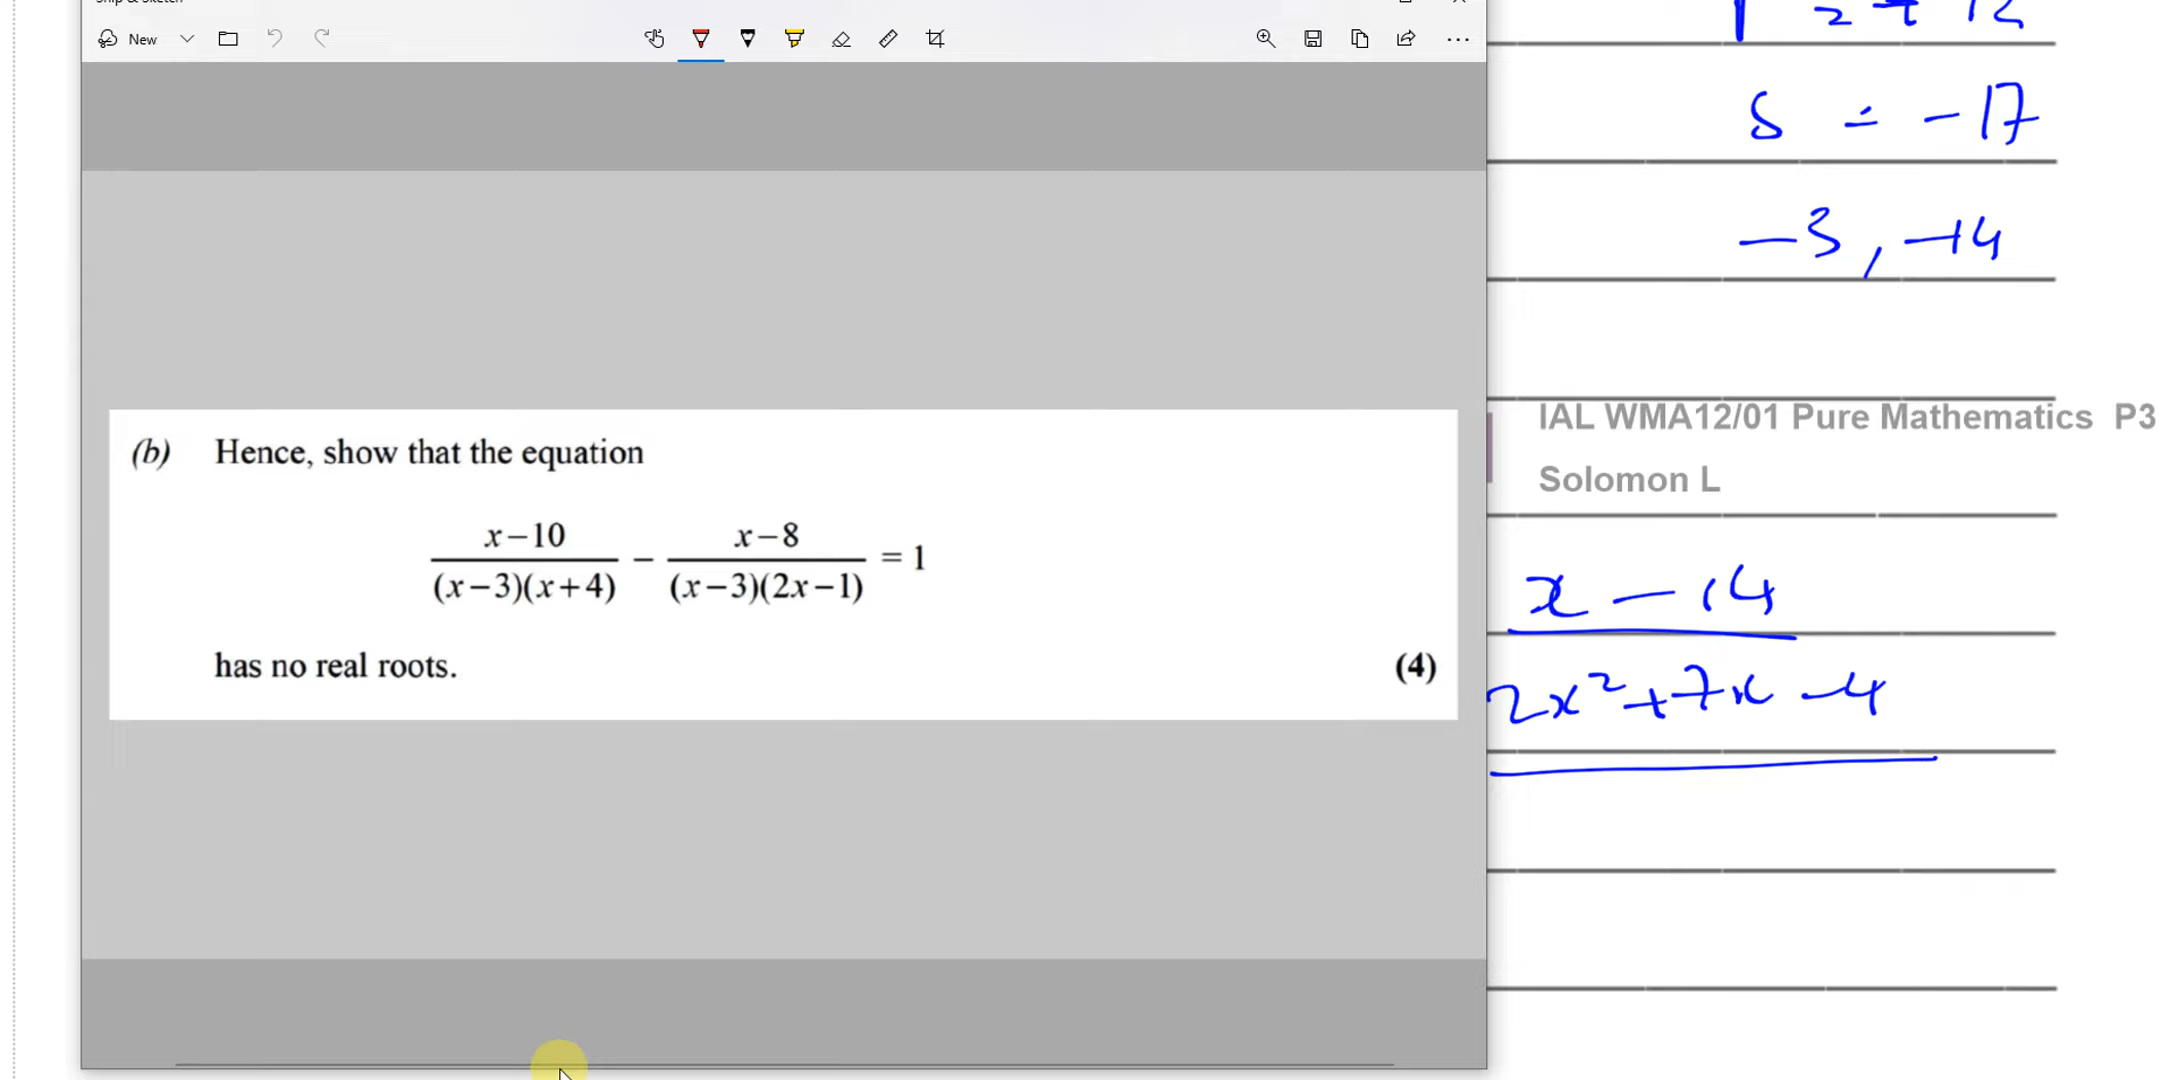 New
(b) Hence, show that the equation
x-10 / (x-3)(x+4) - x-8 / (x-3)(2x-1) = 1
has no real roots. (4)
S = -17
-3, -14
IAL WMA12/01 Pure Mathematics P3
Solomon L
x - 14
2x²+7x-4